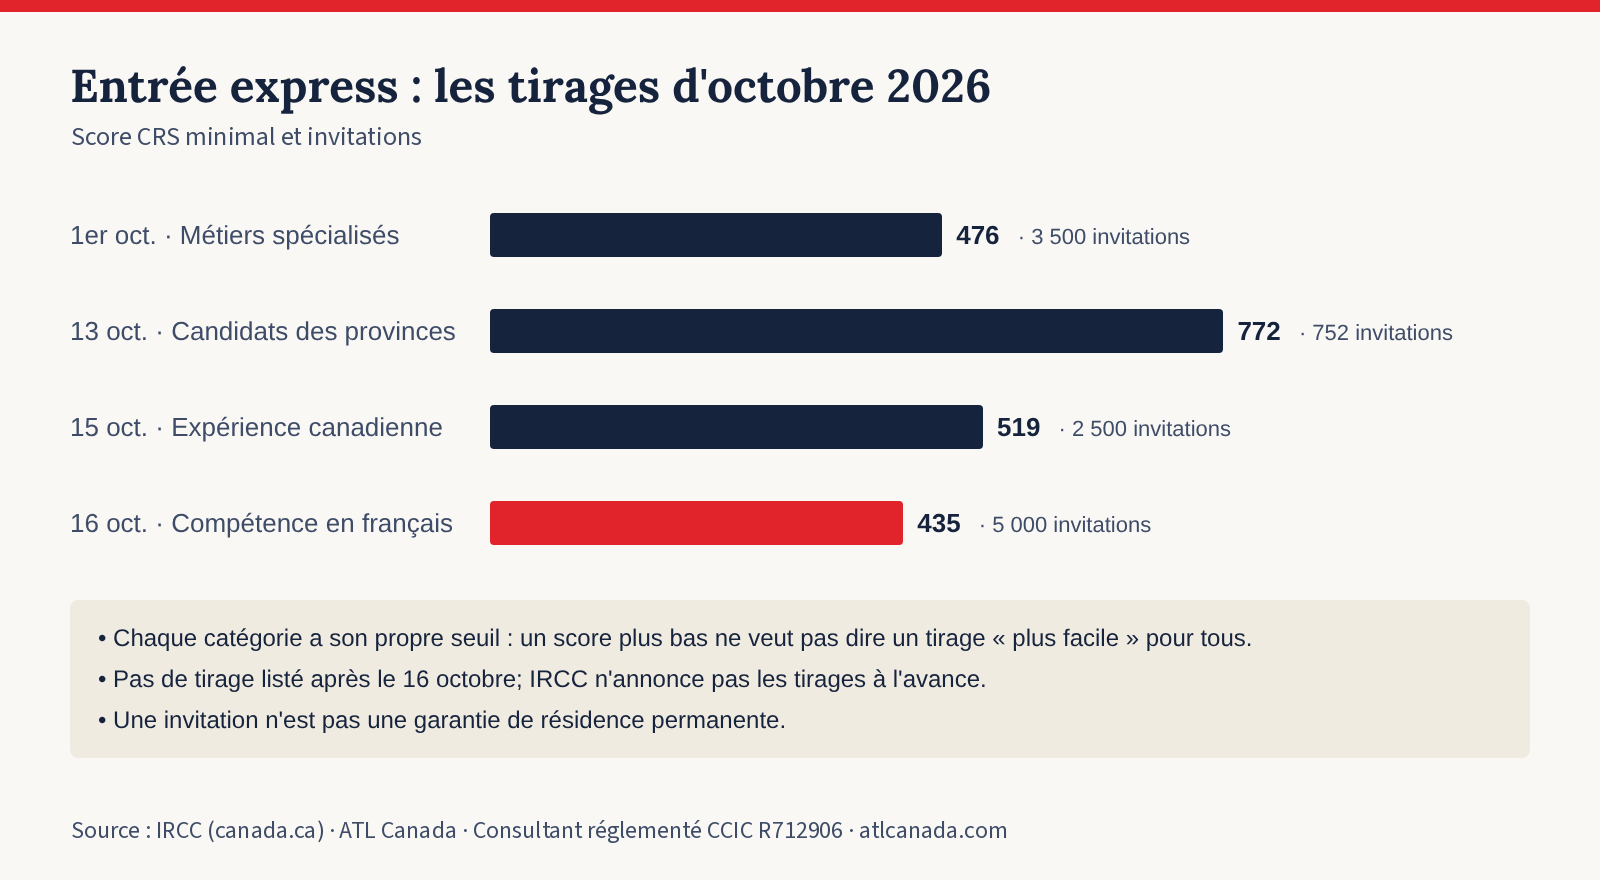 Entrée express : les tirages d'octobre 2026
Score CRS minimal et invitations
1er oct. · Métiers spécialisés 476 · 3 500 invitations
13 oct. · Candidats des provinces 772 · 752 invitations
15 oct. · Expérience canadienne 519 · 2 500 invitations
16 oct. · Compétence en français 435 · 5 000 invitations
• Chaque catégorie a son propre seuil : un score plus bas ne veut pas dire un tirage « plus facile » pour tous.
• Pas de tirage listé après le 16 octobre; IRCC n'annonce pas les tirages à l'avance.
• Une invitation n'est pas une garantie de résidence permanente.
Source : IRCC (canada.ca) · ATL Canada · Consultant réglementé CCIC R712906 · atlcanada.com